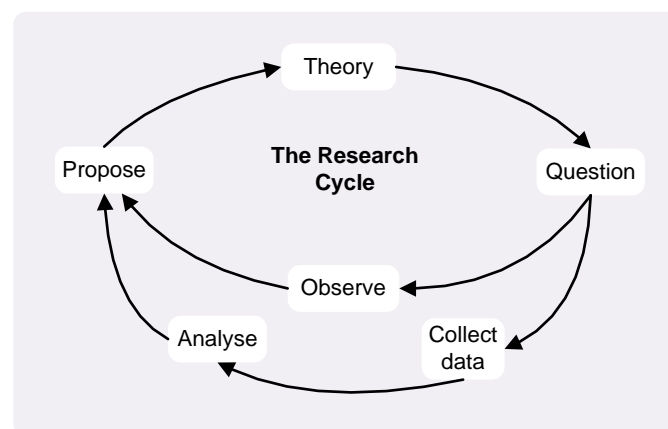 Theory
The Research
Cycle
Propose
Question
Observe
Analyse
Collect
data